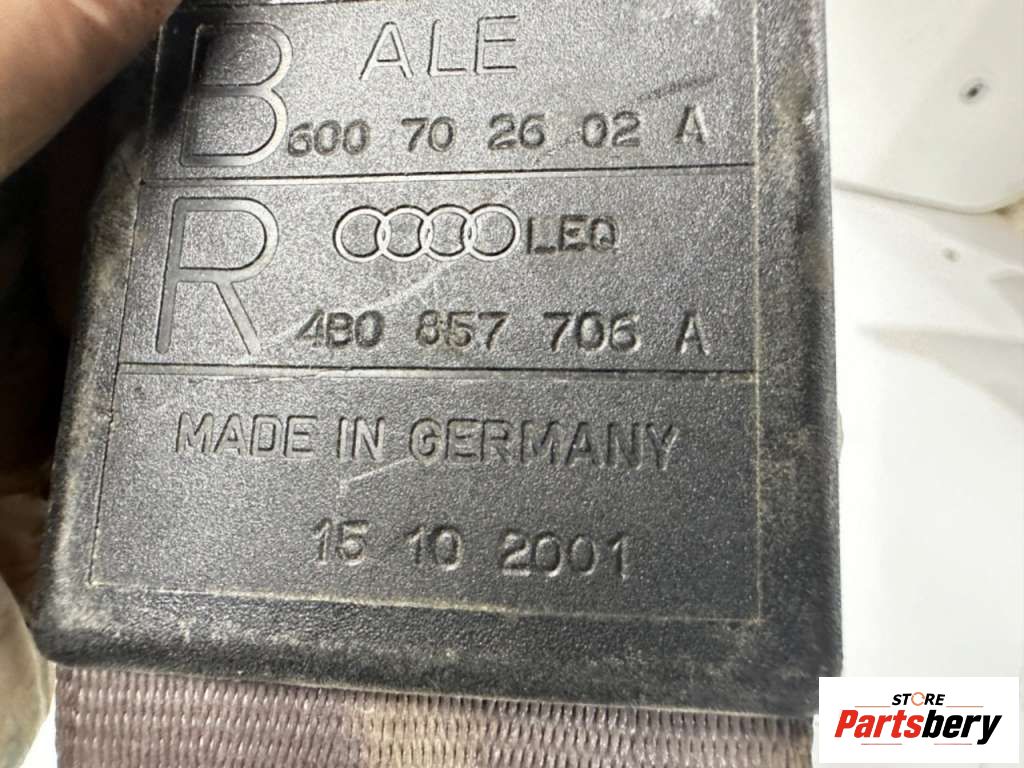 B ALE
600 70 26 02 A
R LEQ
4B0 857 706 A
MADE IN GERMANY
15 10 2001
STORE
Partsbery